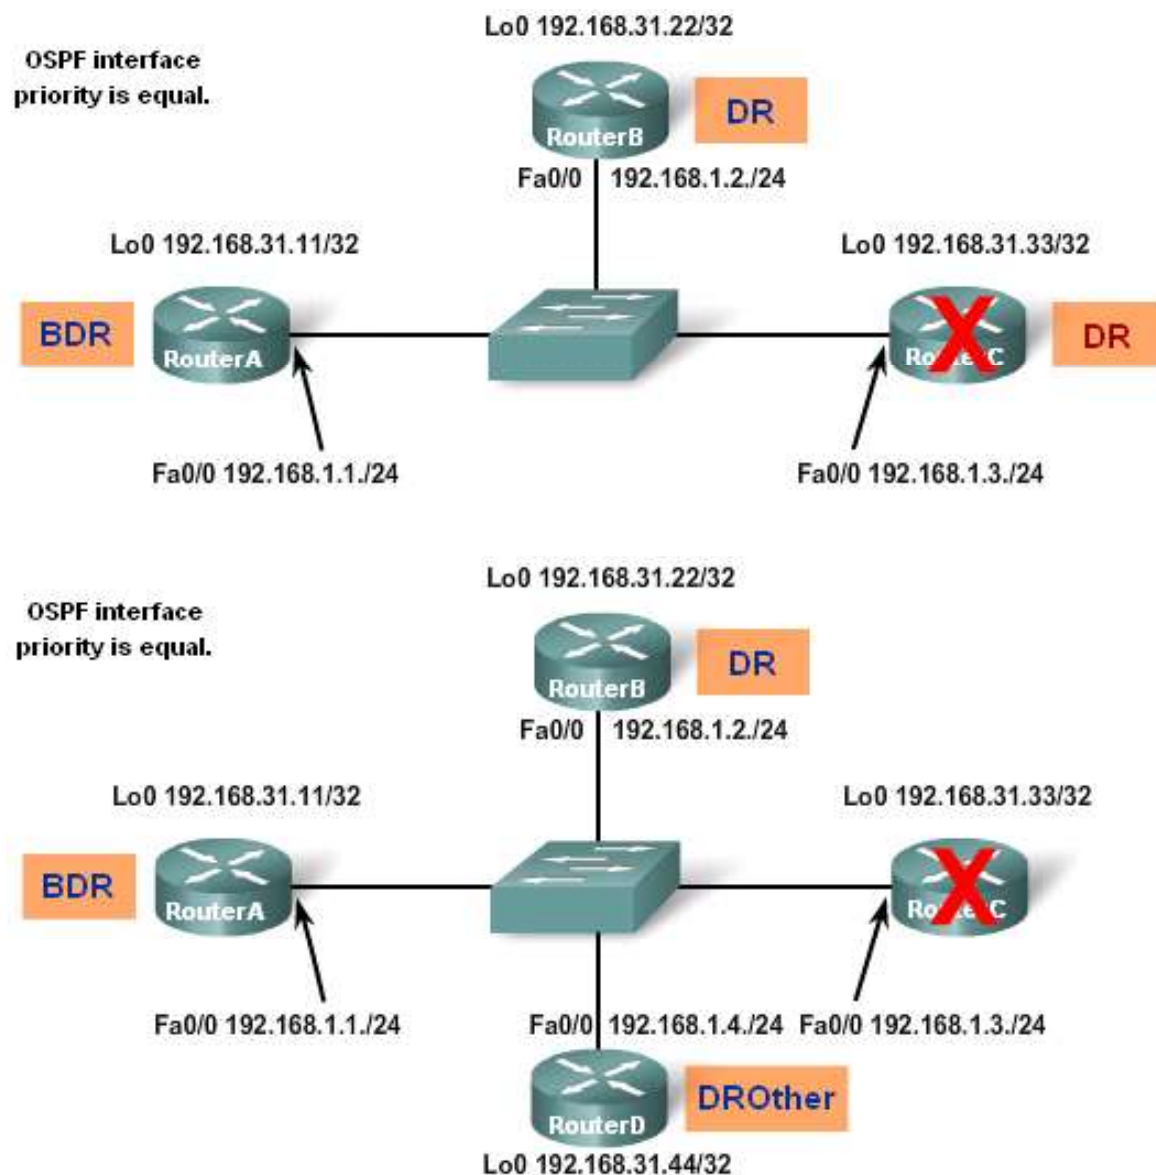 Lo0 192.168.31.22/32
OSPF interface
priority is equal.
DR
RouterB
Fa0/0 192.168.1.2./24
Lo0 192.168.31.11/32
Lo0 192.168.31.33/32
BDR
RouterA
RouterC
DR
Fa0/0 192.168.1.1./24
Fa0/0 192.168.1.3./24
Lo0 192.168.31.22/32
OSPF interface
priority is equal.
DR
RouterB
Fa0/0 192.168.1.2./24
Lo0 192.168.31.11/32
Lo0 192.168.31.33/32
BDR
RouterA
RouterC
Fa0/0 192.168.1.1./24
Fa0/0 192.168.1.4./24
Fa0/0 192.168.1.3./24
RouterD
DROther
Lo0 192.168.31.44/32